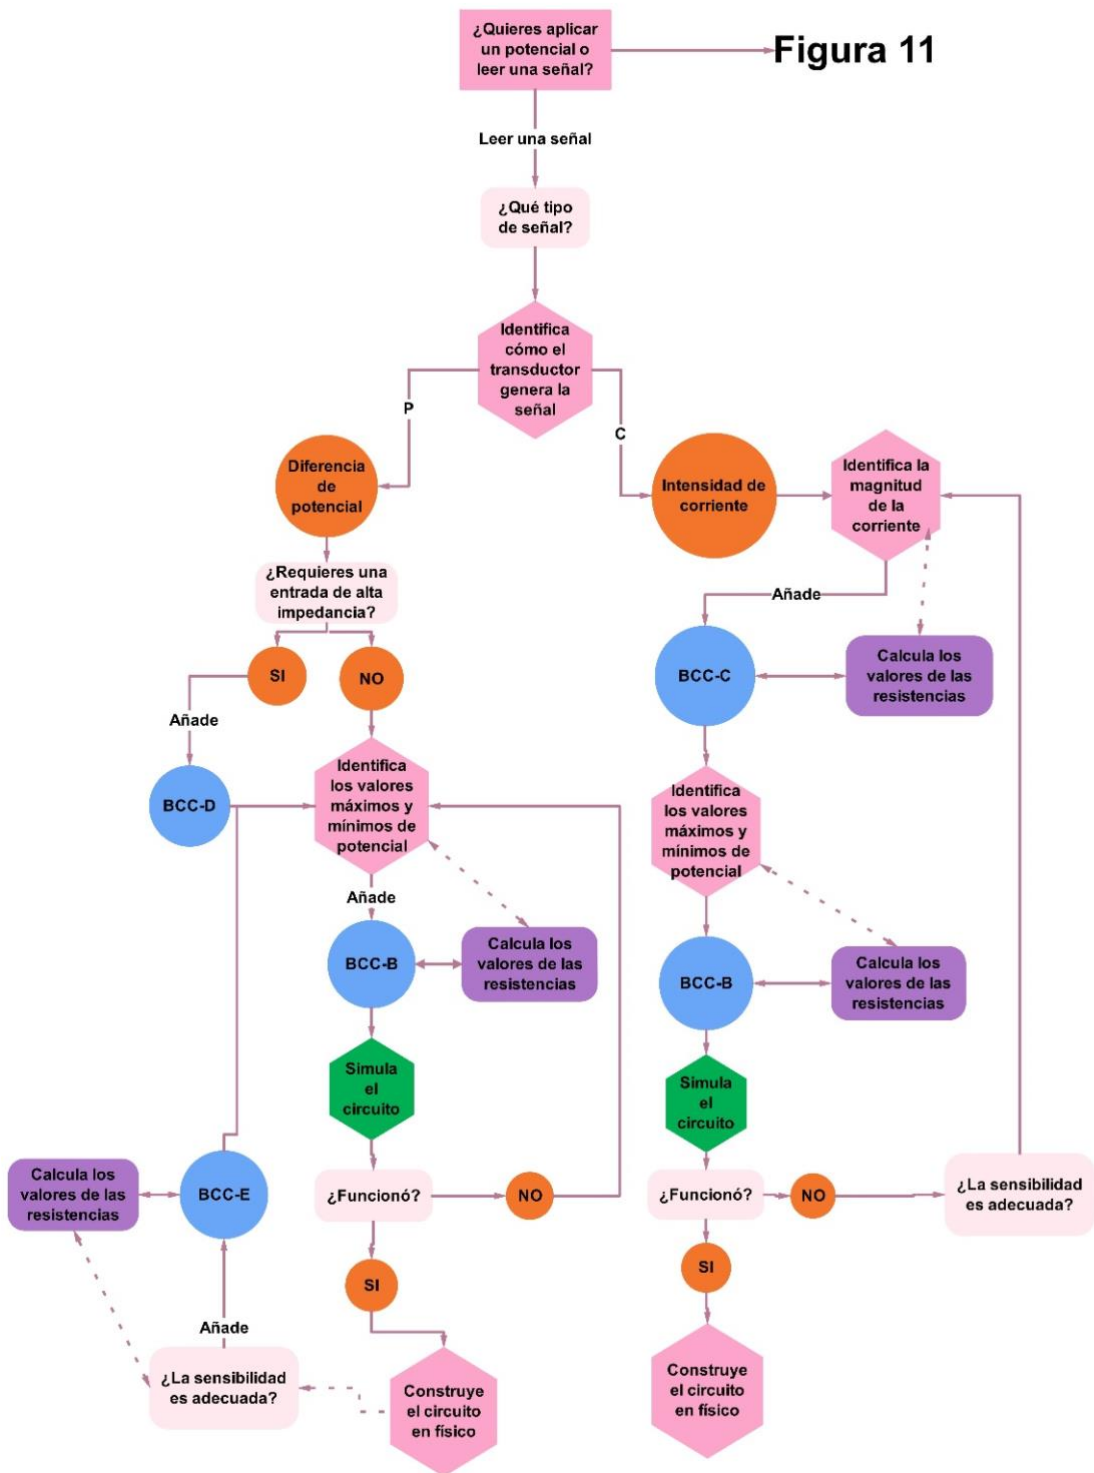 ¿Quieres aplicar
un potencial o
leer una señal?
Figura 11
Leer una señal
¿Qué tipo
de señal?
Identifica
cómo el
transductor
genera la
señal
P
C
Diferencia
de
potencial
Intensidad de
corriente
Identifica la
magnitud
de la
corriente
¿Requieres una
entrada de alta
impedancia?
SI
NO
Añade
BCC-D
Identifica
los valores
máximos y
mínimos de
potencial
Añade
BCC-B
Calcula los
valores de las
resistencias
Simula
el
circuito
¿Funcionó?
NO
SI
Construye
el circuito
en físico
¿La sensibilidad
es adecuada?
Añade
BCC-E
Calcula los
valores de las
resistencias
Añade
BCC-C
Calcula los
valores de las
resistencias
Identifica
los valores
máximos y
mínimos de
potencial
BCC-B
Calcula los
valores de las
resistencias
Simula
el
circuito
¿Funcionó?
NO
¿La sensibilidad
es adecuada?
SI
Construye
el circuito
en físico